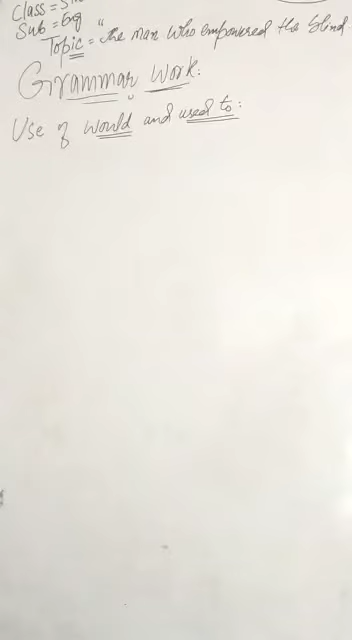 Class =
Sub = Eng "
Topic = The man who empowered the blind.
Grammar Work:
Use of would and used to: